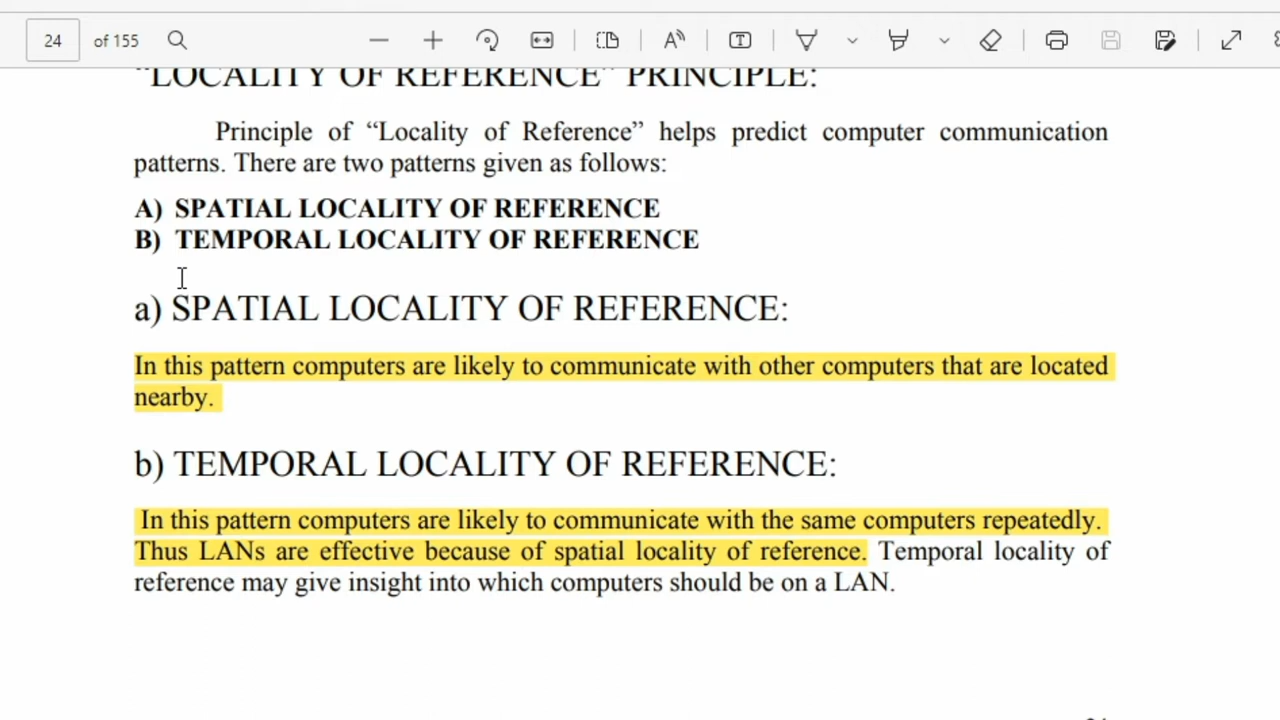 24 of 155
"LOCALITY OF REFERENCE" PRINCIPLE:
Principle of “Locality of Reference” helps predict computer communication
patterns. There are two patterns given as follows:
A) SPATIAL LOCALITY OF REFERENCE
B) TEMPORAL LOCALITY OF REFERENCE
a) SPATIAL LOCALITY OF REFERENCE:
In this pattern computers are likely to communicate with other computers that are located
nearby.
b) TEMPORAL LOCALITY OF REFERENCE:
In this pattern computers are likely to communicate with the same computers repeatedly.
Thus LANs are effective because of spatial locality of reference. Temporal locality of
reference may give insight into which computers should be on a LAN.